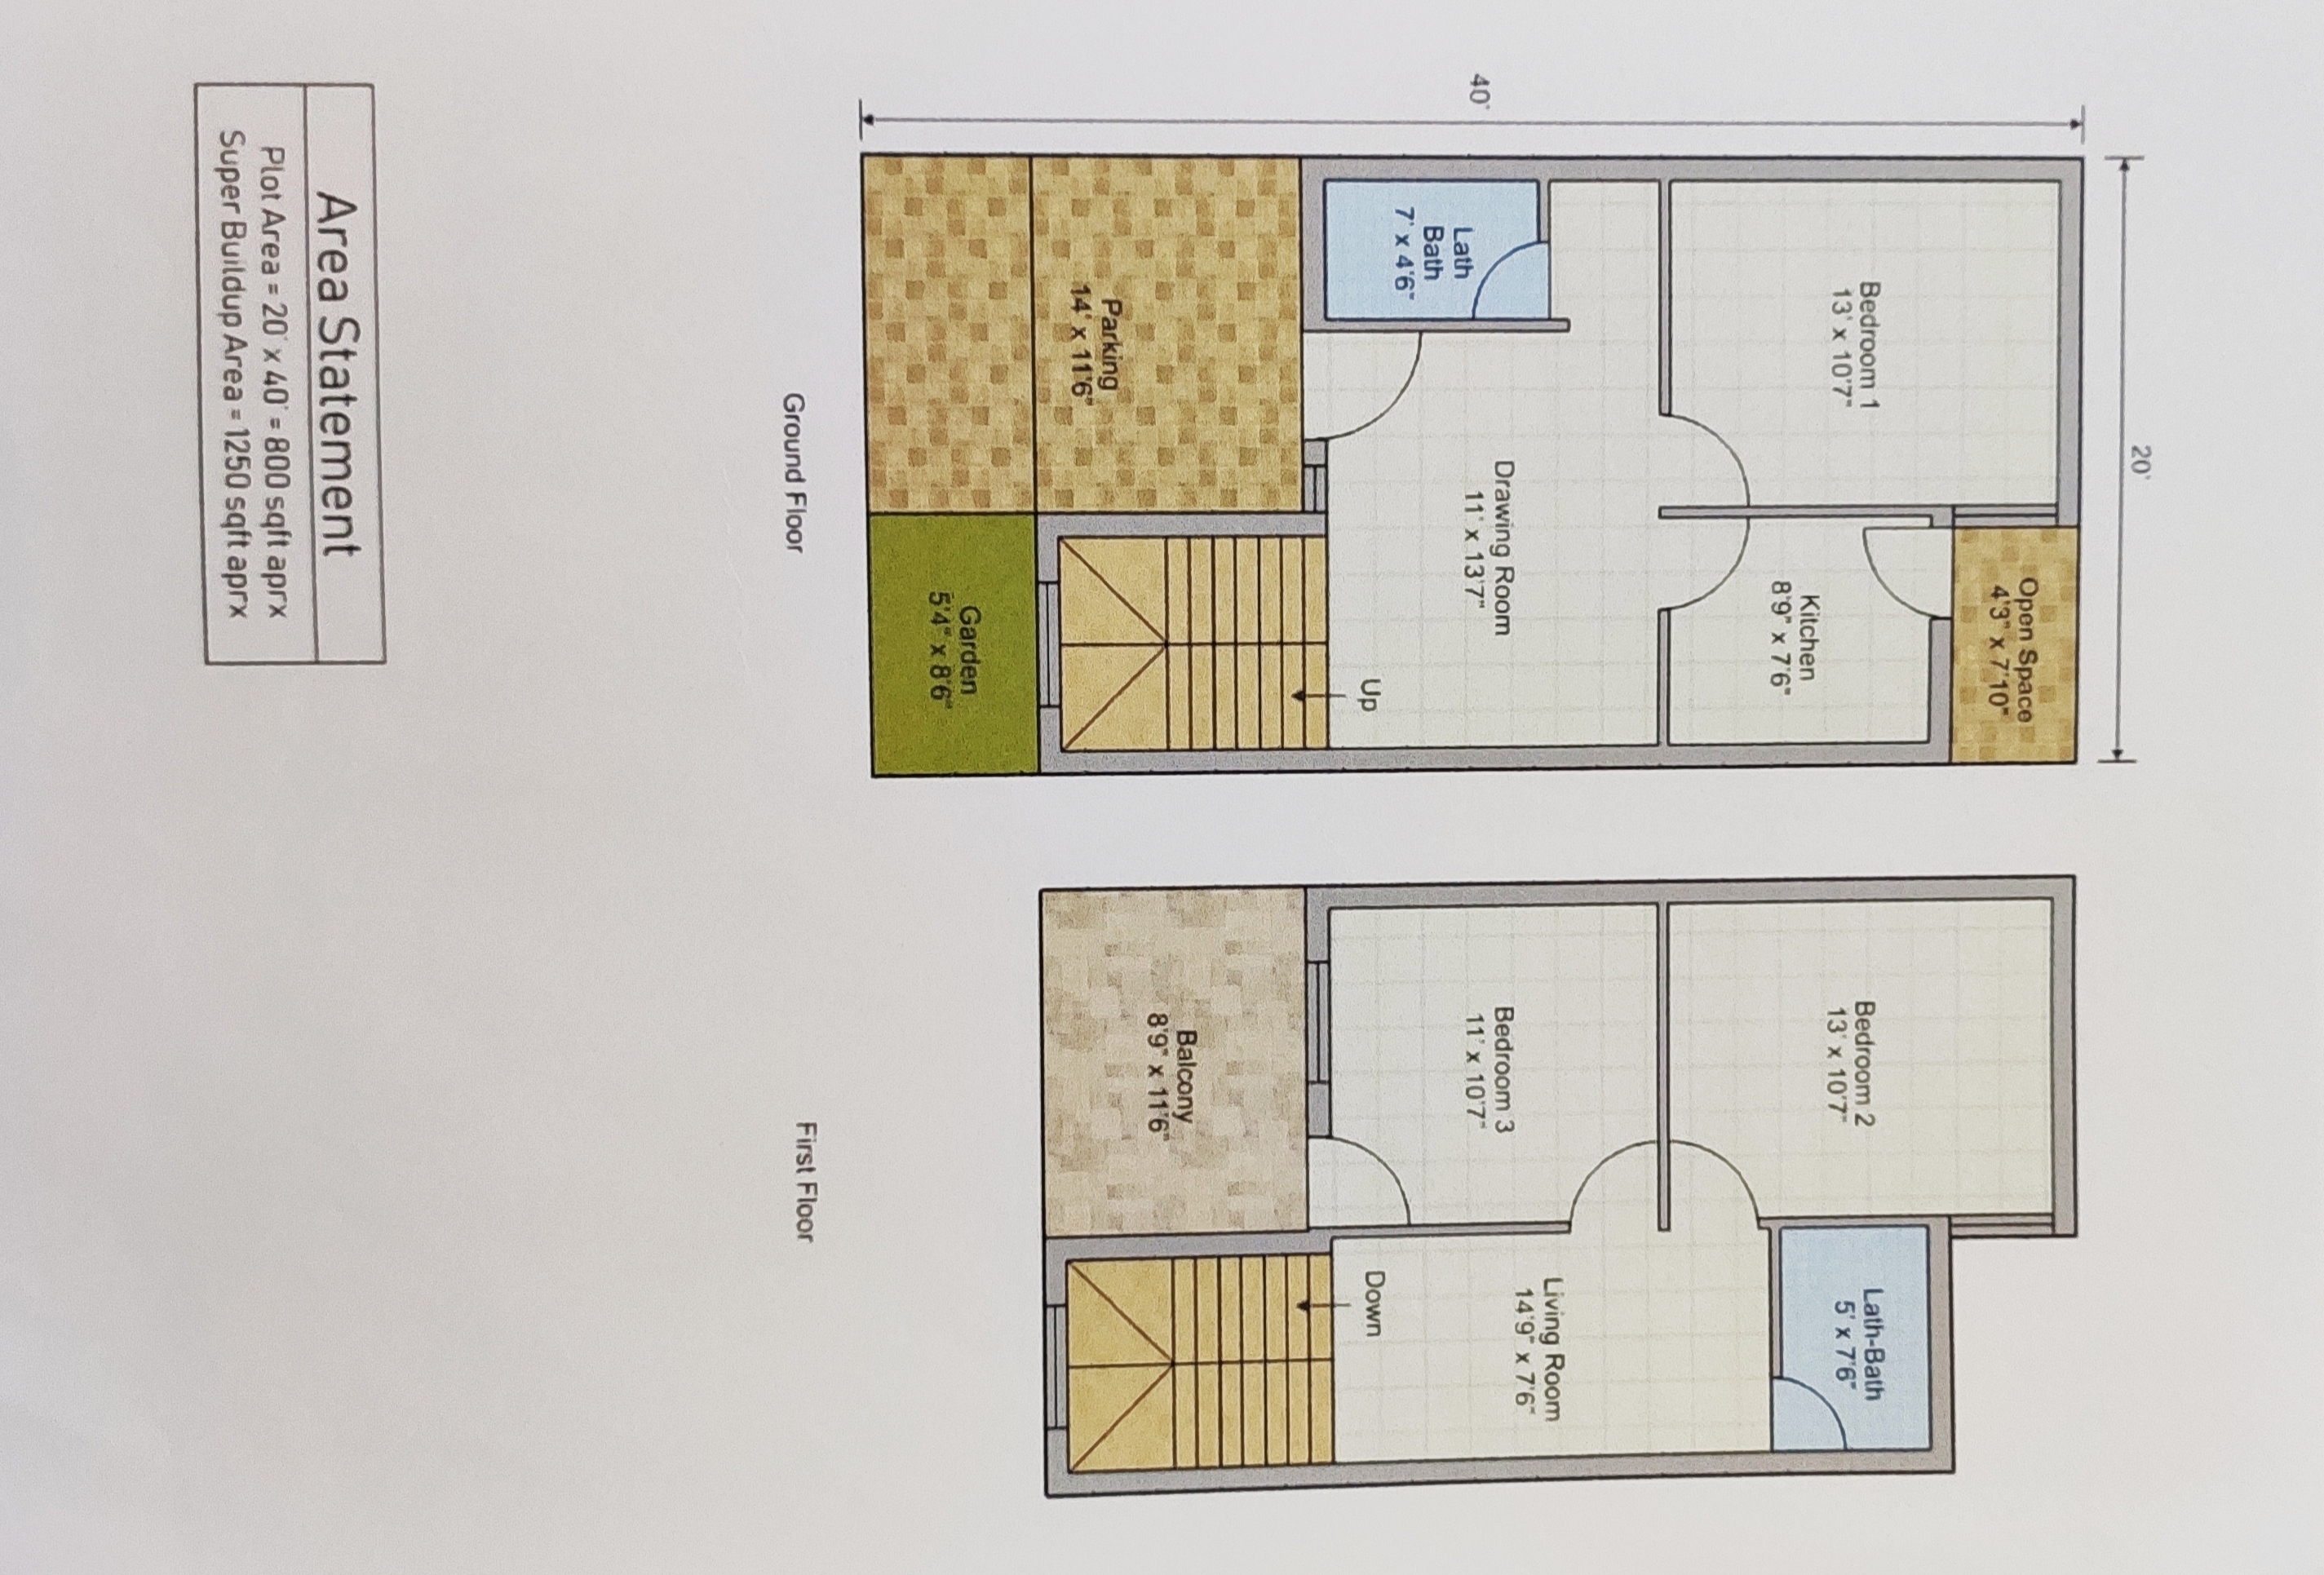 20'
Open Space
4'3" x 7'10"
Bedroom 1
13' x 10'7"
Kitchen
8'9" x 7'6"
40'
Drawing Room
11' x 13'7"
Lath
Bath
7' x 4'6"
Up
Parking
14' x 11'6"
Garden
5'4" x 8'6"
Ground Floor
Bedroom 2
13' x 10'7"
Lath-Bath
5' x 7'6"
Living Room
14'9" x 7'6"
Bedroom 3
11' x 10'7"
Down
Balcony
8'9" x 11'6"
First Floor
Area Statement
Plot Area = 20' x 40' = 800 sqft aprx
Super Buildup Area = 1250 sqft aprx